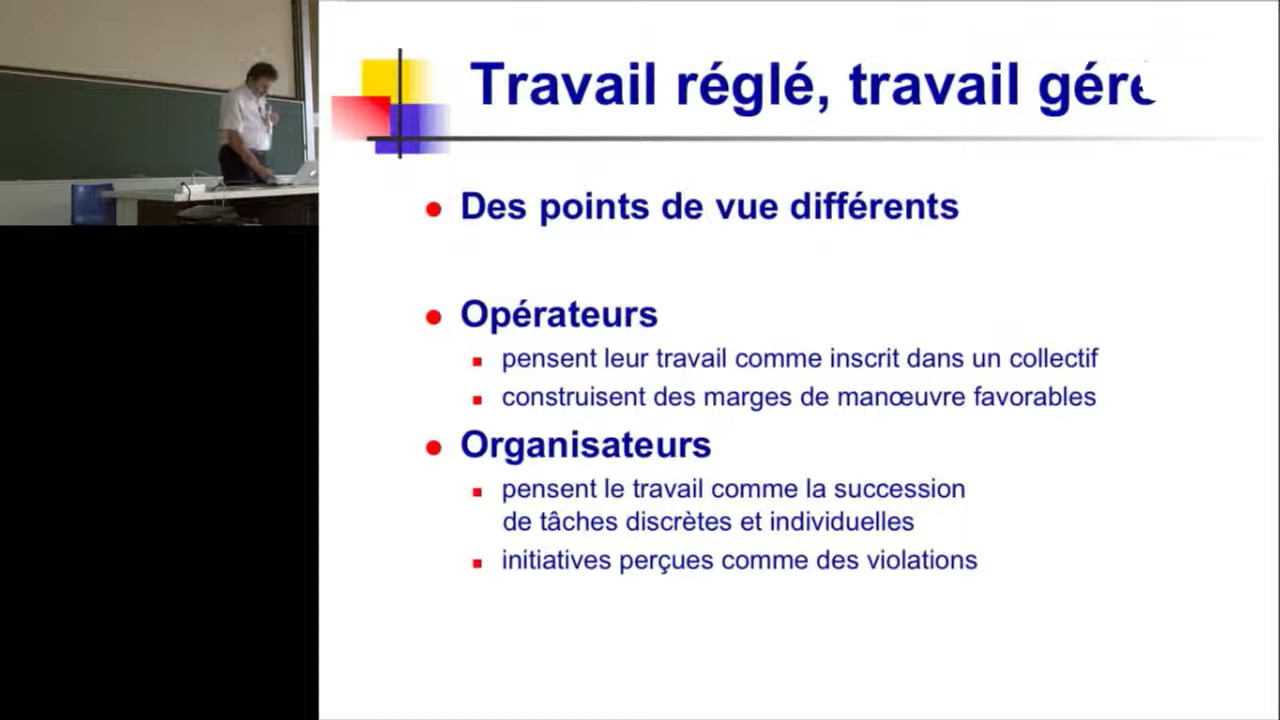 Travail réglé, travail géré
Des points de vue différents
Opérateurs
pensent leur travail comme inscrit dans un collectif
construisent des marges de manœuvre favorables
Organisateurs
pensent le travail comme la succession
de tâches discrètes et individuelles
initiatives perçues comme des violations